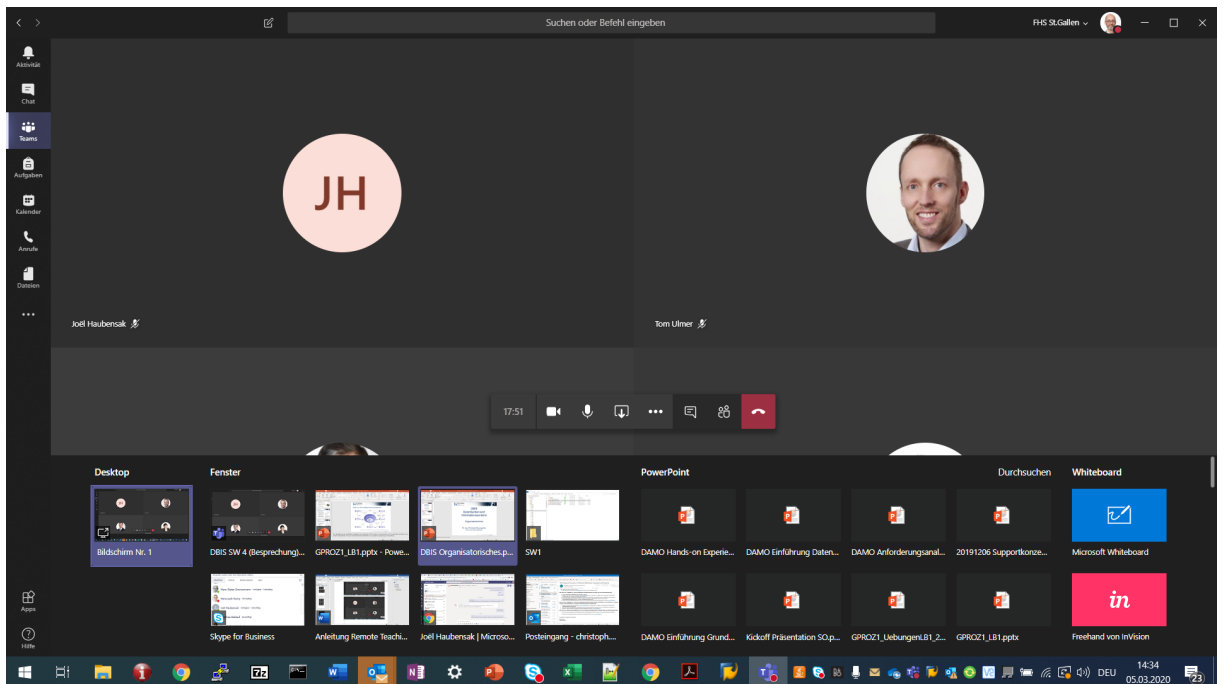 Suchen oder Befehl eingeben
FHS St.Gallen
Aktivität
Chat
Teams
Aufgaben
Kalender
Anrufe
Dateien
JH
Joël Haubensak
Tom Ulmer
17:51
Desktop
Fenster
PowerPoint
Durchsuchen
Whiteboard
Bildschirm Nr. 1
DBIS SW 4 (Besprechung)...
GPROZ1_LB1.pptx - Powe...
DBIS Organisatorisches.p...
SW1
DAMO Hands-on Experie...
DAMO Einführung Daten...
DAMO Anforderungsanal...
20191206 Supportkonze...
Microsoft Whiteboard
Skype for Business
Anleitung Remote Teachi...
Joël Haubensak | Microso...
Posteingang - christoph...
DAMO Einführung Grund...
Kickoff Präsentation SO.p...
GPROZ1_UebungenLB1_2...
GPROZ1_LB1.pptx
in
Freehand von InVision
Apps
Hilfe
DEU
14:34
05.03.2020
23